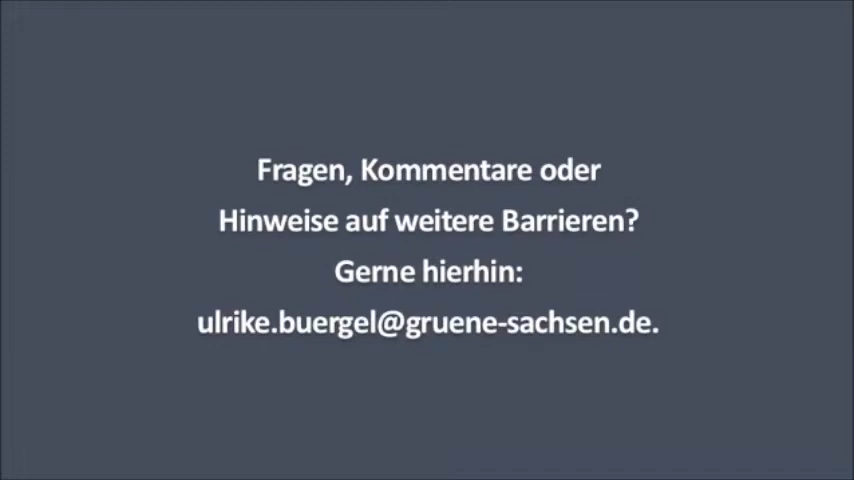 Fragen, Kommentare oder
Hinweise auf weitere Barrieren?
Gerne hierhin:
ulrike.buergel@gruene-sachsen.de.